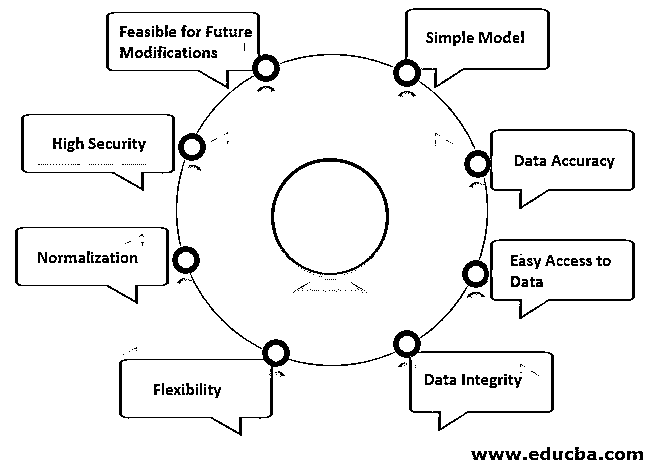 Feasible for Future
Modifications
Simple Model
High Security
Data Accuracy
Normalization
Easy Access to
Data
Flexibility
Data Integrity
www.educba.com